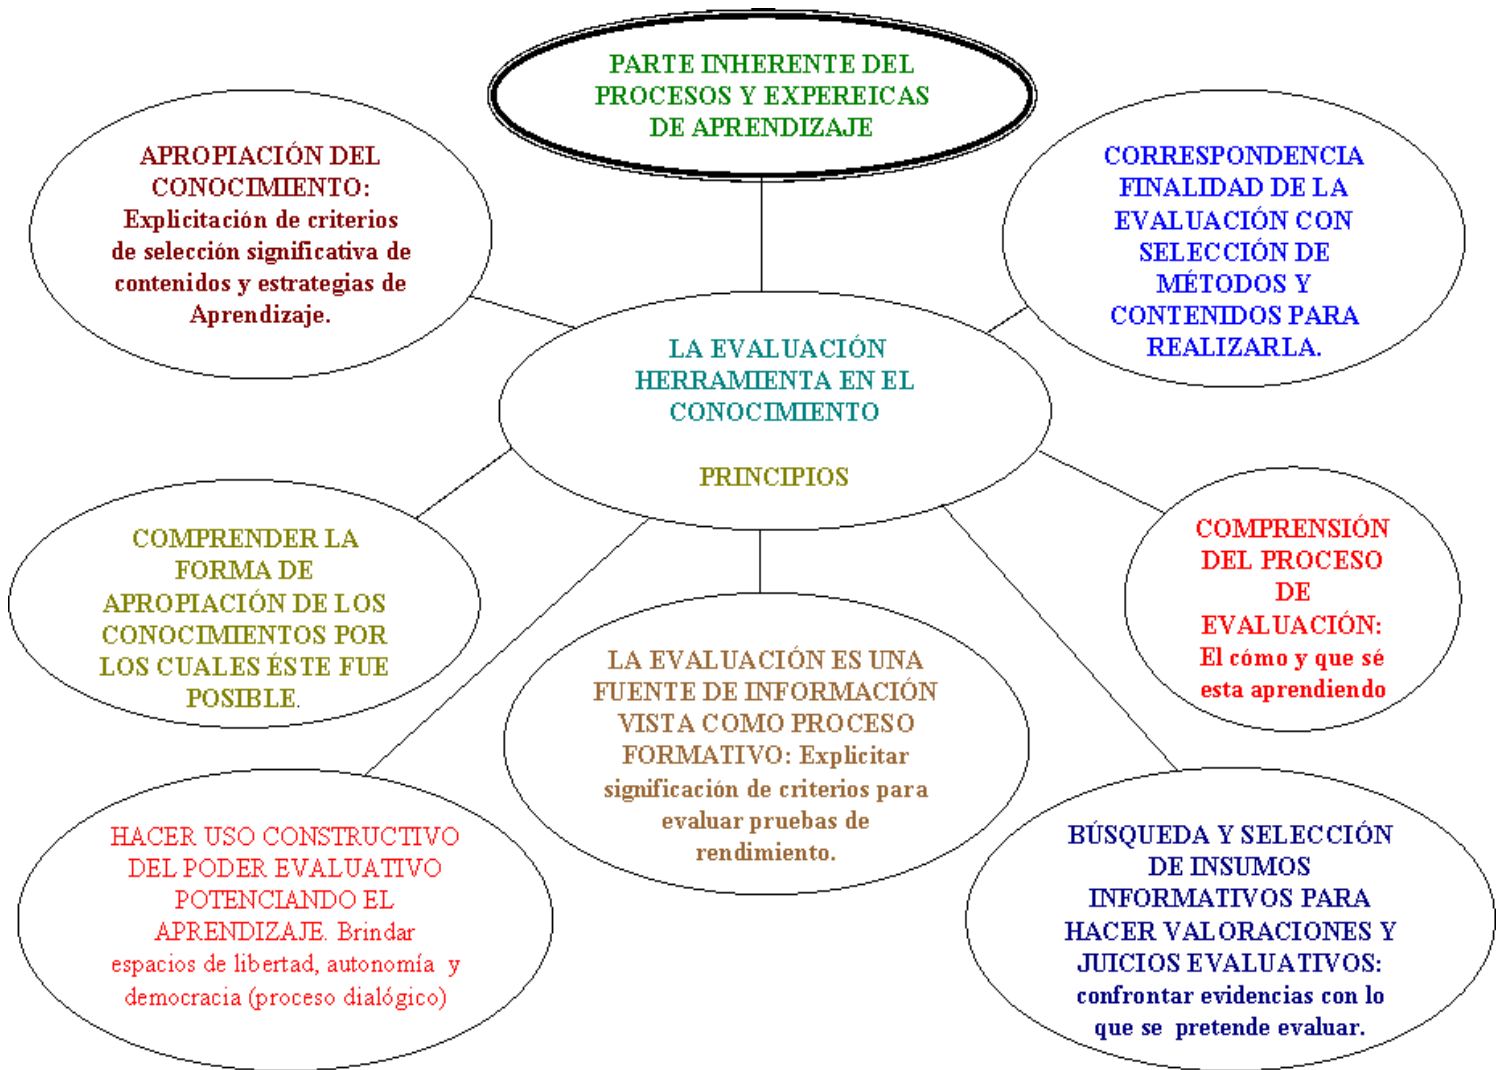 PARTE INHERENTE DEL
PROCESOS Y EXPEREICAS
DE APRENDIZAJE
APROPIACIÓN DEL
CONOCIMIENTO:
Explicitación de criterios
de selección significativa de
contenidos y estrategias de
Aprendizaje.
CORRESPONDENCIA
FINALIDAD DE LA
EVALUACIÓN CON
SELECCIÓN DE
MÉTODOS Y
CONTENIDOS PARA
REALIZARLA.
LA EVALUACIÓN
HERRAMIENTA EN EL
CONOCIMIENTO
PRINCIPIOS
COMPRENDER LA
FORMA DE
APROPIACIÓN DE LOS
CONOCIMIENTOS POR
LOS CUALES ÉSTE FUE
POSIBLE.
COMPRENSIÓN
DEL PROCESO
DE
EVALUACIÓN:
El cómo y que sé
esta aprendiendo
LA EVALUACIÓN ES UNA
FUENTE DE INFORMACIÓN
VISTA COMO PROCESO
FORMATIVO: Explicitar
significación de criterios para
evaluar pruebas de
rendimiento.
HACER USO CONSTRUCTIVO
DEL PODER EVALUATIVO
POTENCIANDO EL
APRENDIZAJE. Brindar
espacios de libertad, autonomía y
democracia (proceso dialógico)
BÚSQUEDA Y SELECCIÓN
DE INSUMOS
INFORMATIVOS PARA
HACER VALORACIONES Y
JUICIOS EVALUATIVOS:
confrontar evidencias con lo
que se pretende evaluar.